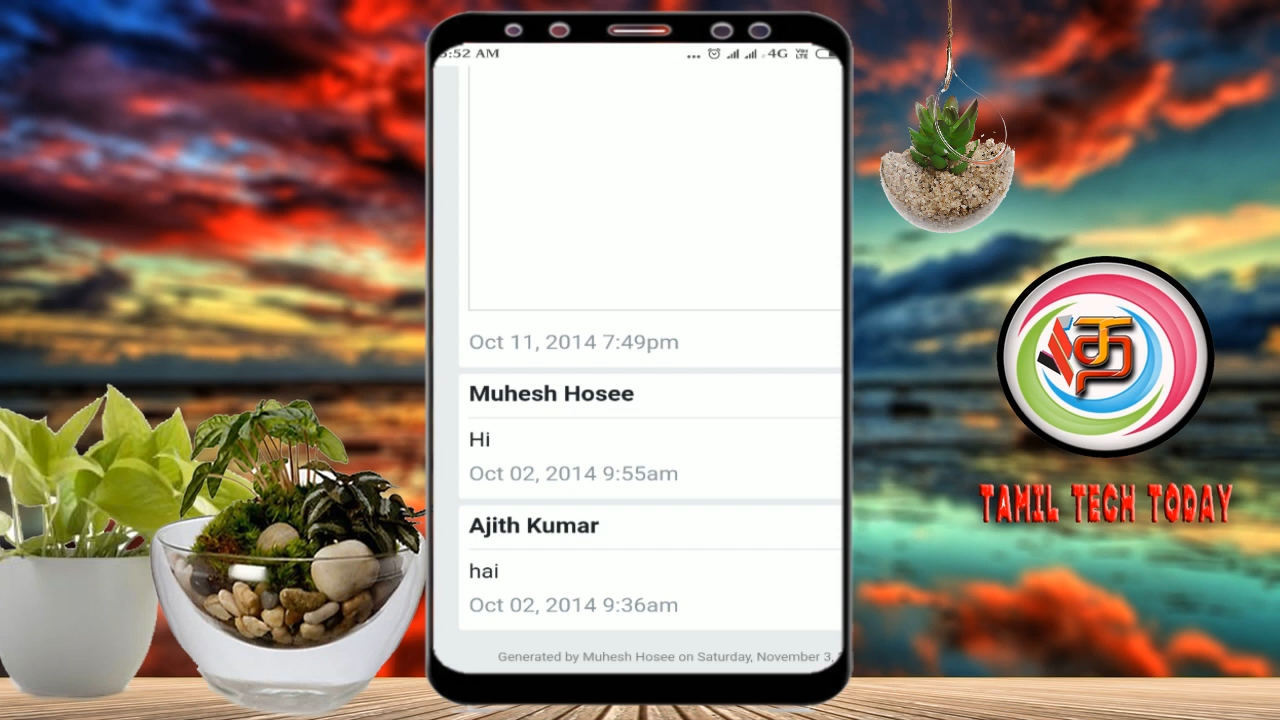 :52 AM
4G
Oct 11, 2014 7:49pm
Muhesh Hosee
Hi
Oct 02, 2014 9:55am
Ajith Kumar
hai
Oct 02, 2014 9:36am
Generated by Muhesh Hosee on Saturday, November 3,
TAMIL TECH TODAY